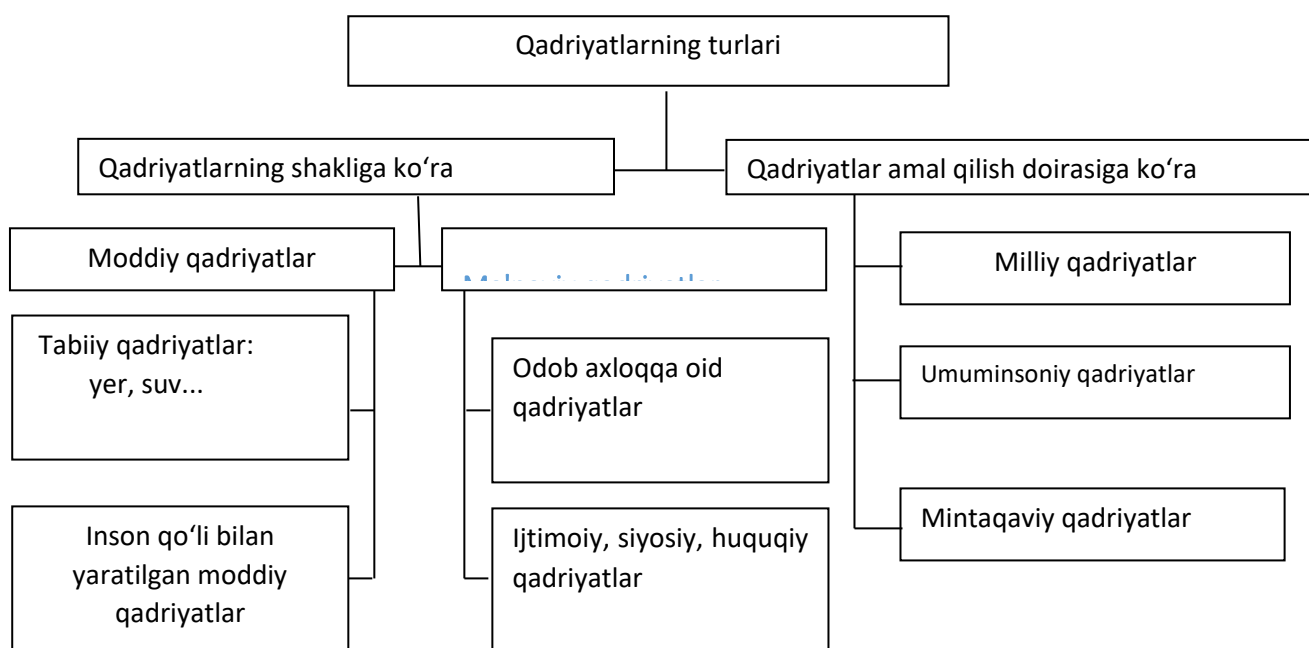 Qadriyatlarning turlari
Qadriyatlarning shakliga ko‘ra
Qadriyatlar amal qilish doirasiga ko‘ra
Moddiy qadriyatlar
Milliy qadriyatlar
Tabiiy qadriyatlar:
yer, suv...
Odob axloqqa oid
qadriyatlar
Umuminsoniy qadriyatlar
Inson qo‘li bilan
yaratilgan moddiy
qadriyatlar
Ijtimoiy, siyosiy, huquqiy
qadriyatlar
Mintaqaviy qadriyatlar